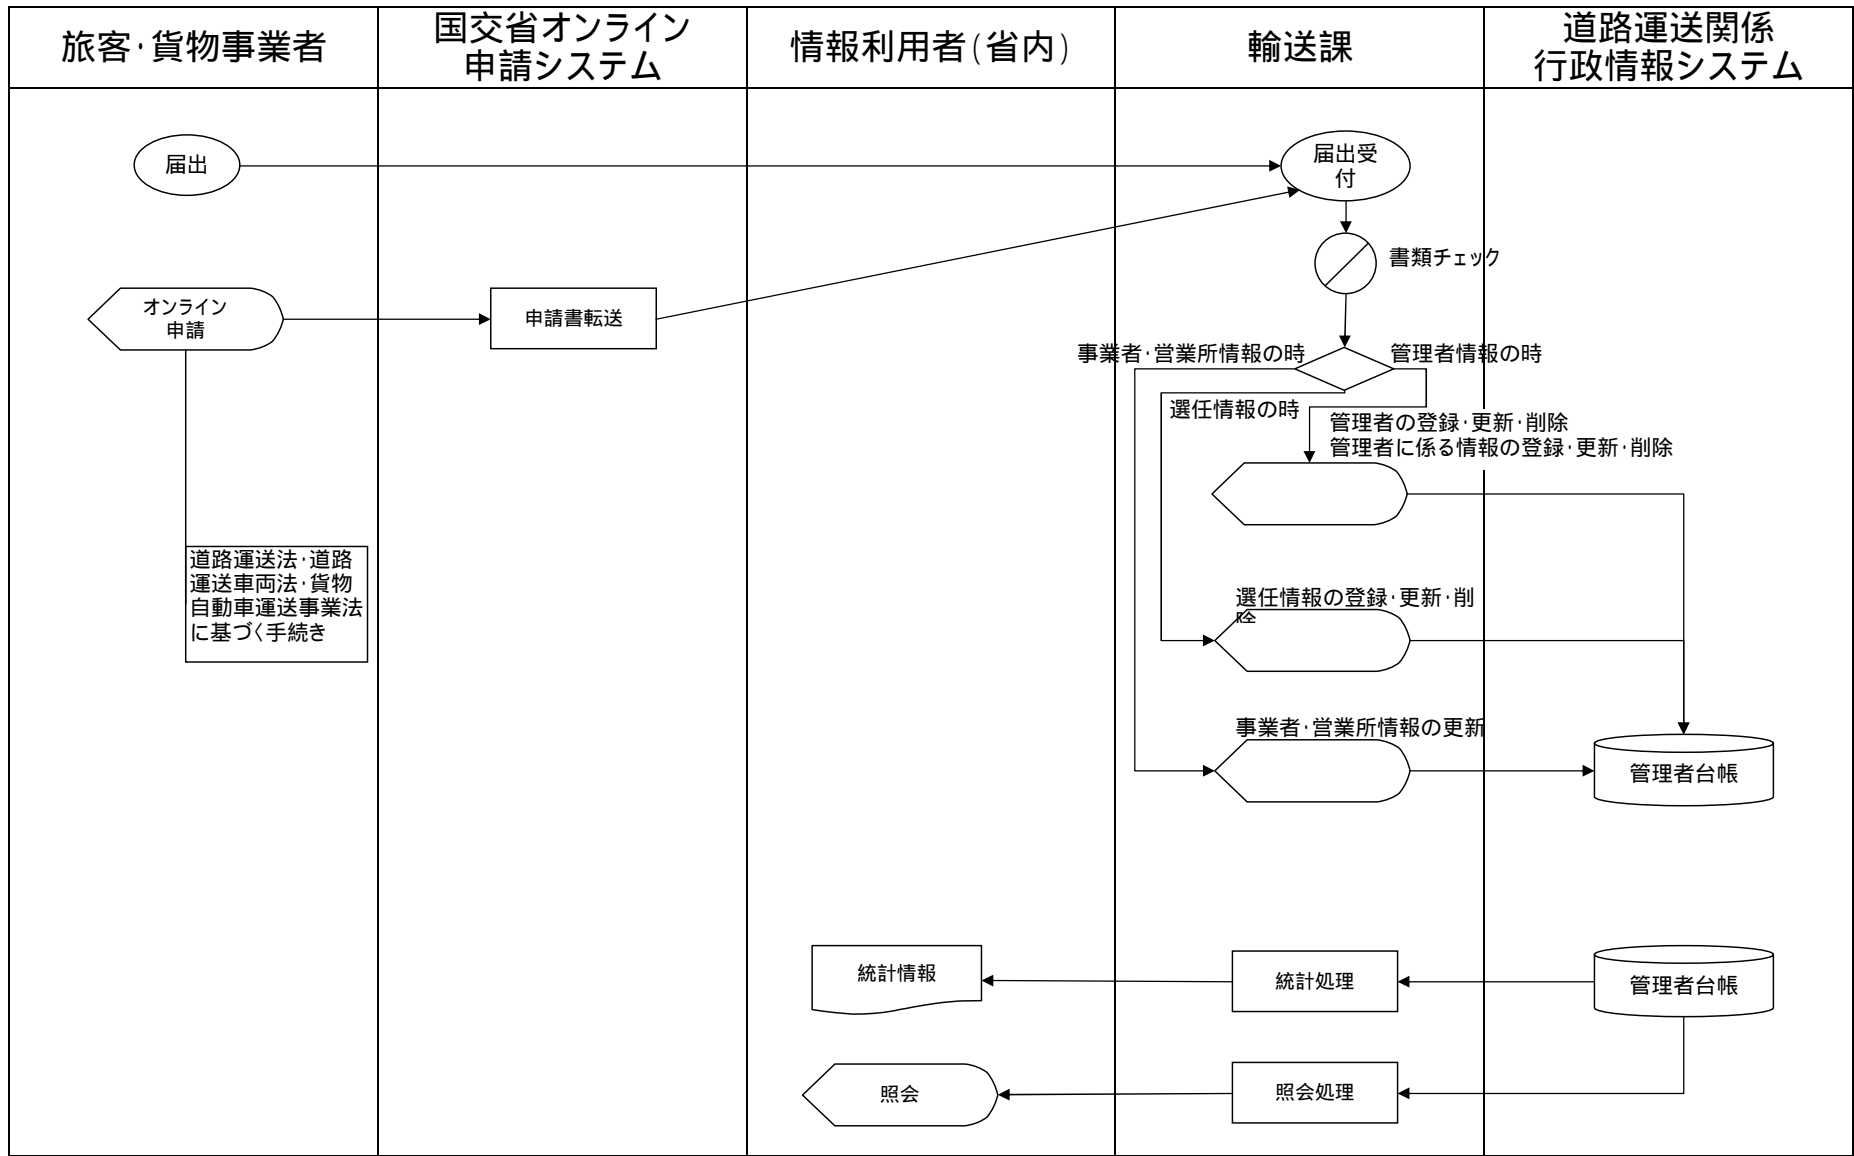 旅客·貨物事業者
国交省オンライン
申請システム
情報利用者(省内)
輸送課
道路運送関係
行政情報システム
届出
届出受
付
書類チェック
オンライン
申請
申請書転送
事業者·営業所情報の時
管理者情報の時
選任情報の時
管理者の登録·更新·削除
管理者に係る情報の登録·更新·削除
道路運送法·道路
運送車両法·貨物
自動車運送事業法
に基づく手続き
選任情報の登録·更新·削
除
事業者·営業所情報の更新
管理者台帳
統計情報
統計処理
管理者台帳
照会
照会処理